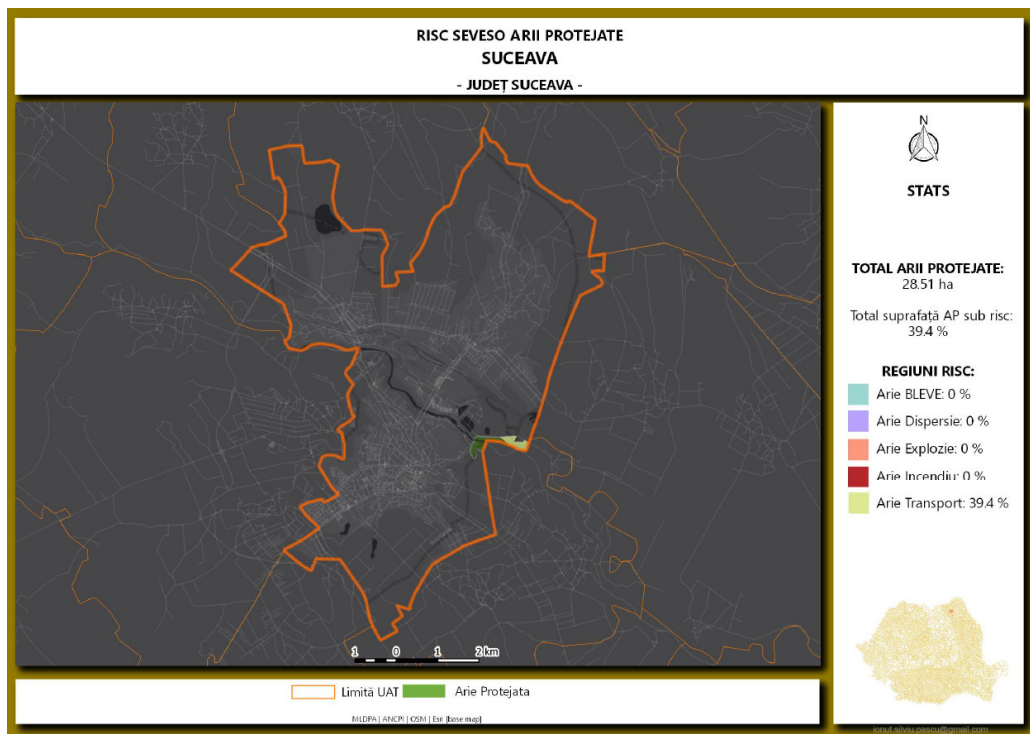 RISC SEVESO ARII PROTEJATE
SUCEAVA
- JUDEȚ SUCEAVA -
N
STATS
TOTAL ARII PROTEJATE:
28.51 ha
Total suprafață AP sub risc:
39.4 %
REGIUNI RISC:
Arie BLEVE: 0 %
Arie Dispersie: 0 %
Arie Explozie: 0 %
Arie Incendiu: 0 %
Arie Transport: 39.4 %
1 0 1 2 km
Limită UAT Arie Protejata
MLDPA | ANCPI | OSM | Esri |base map|
ionut.silviu.pascu@gmail.com